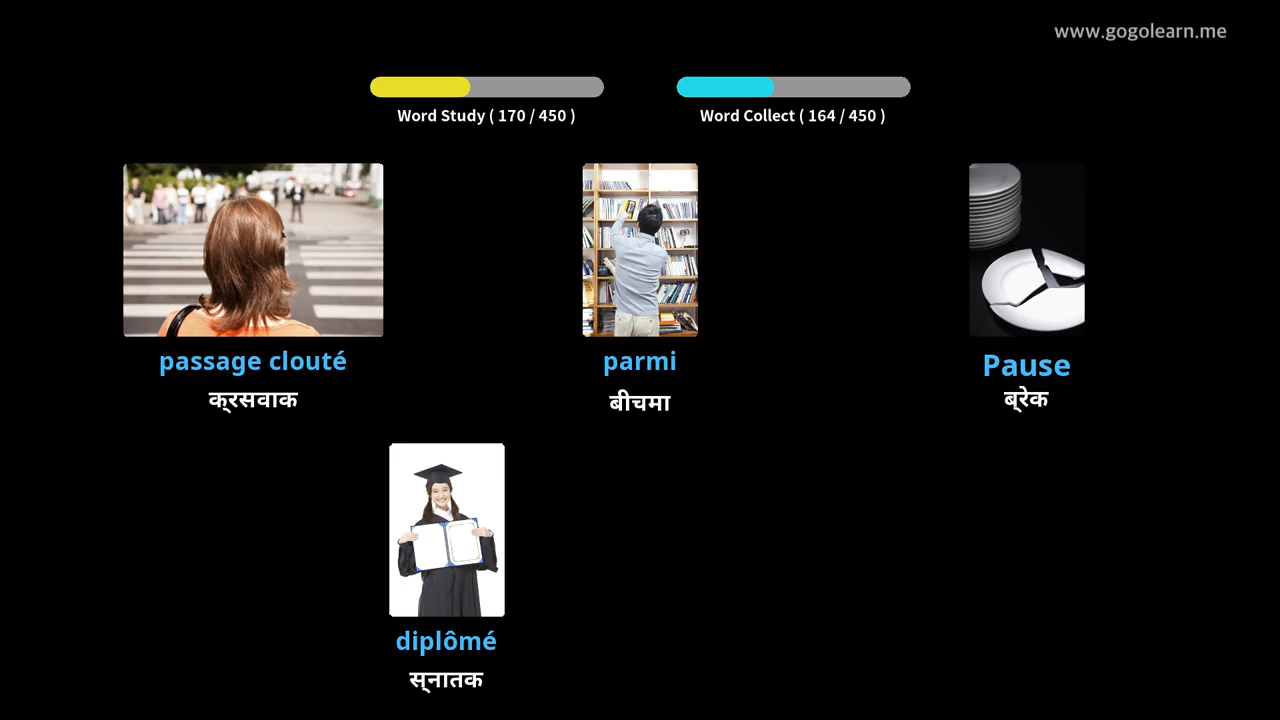 www.gogolearn.me
Word Study ( 170 / 450 )
Word Collect ( 164 / 450 )
passage clouté
क्रसवाक
parmi
बीचमा
Pause
ब्रेक
diplômé
स्नातक